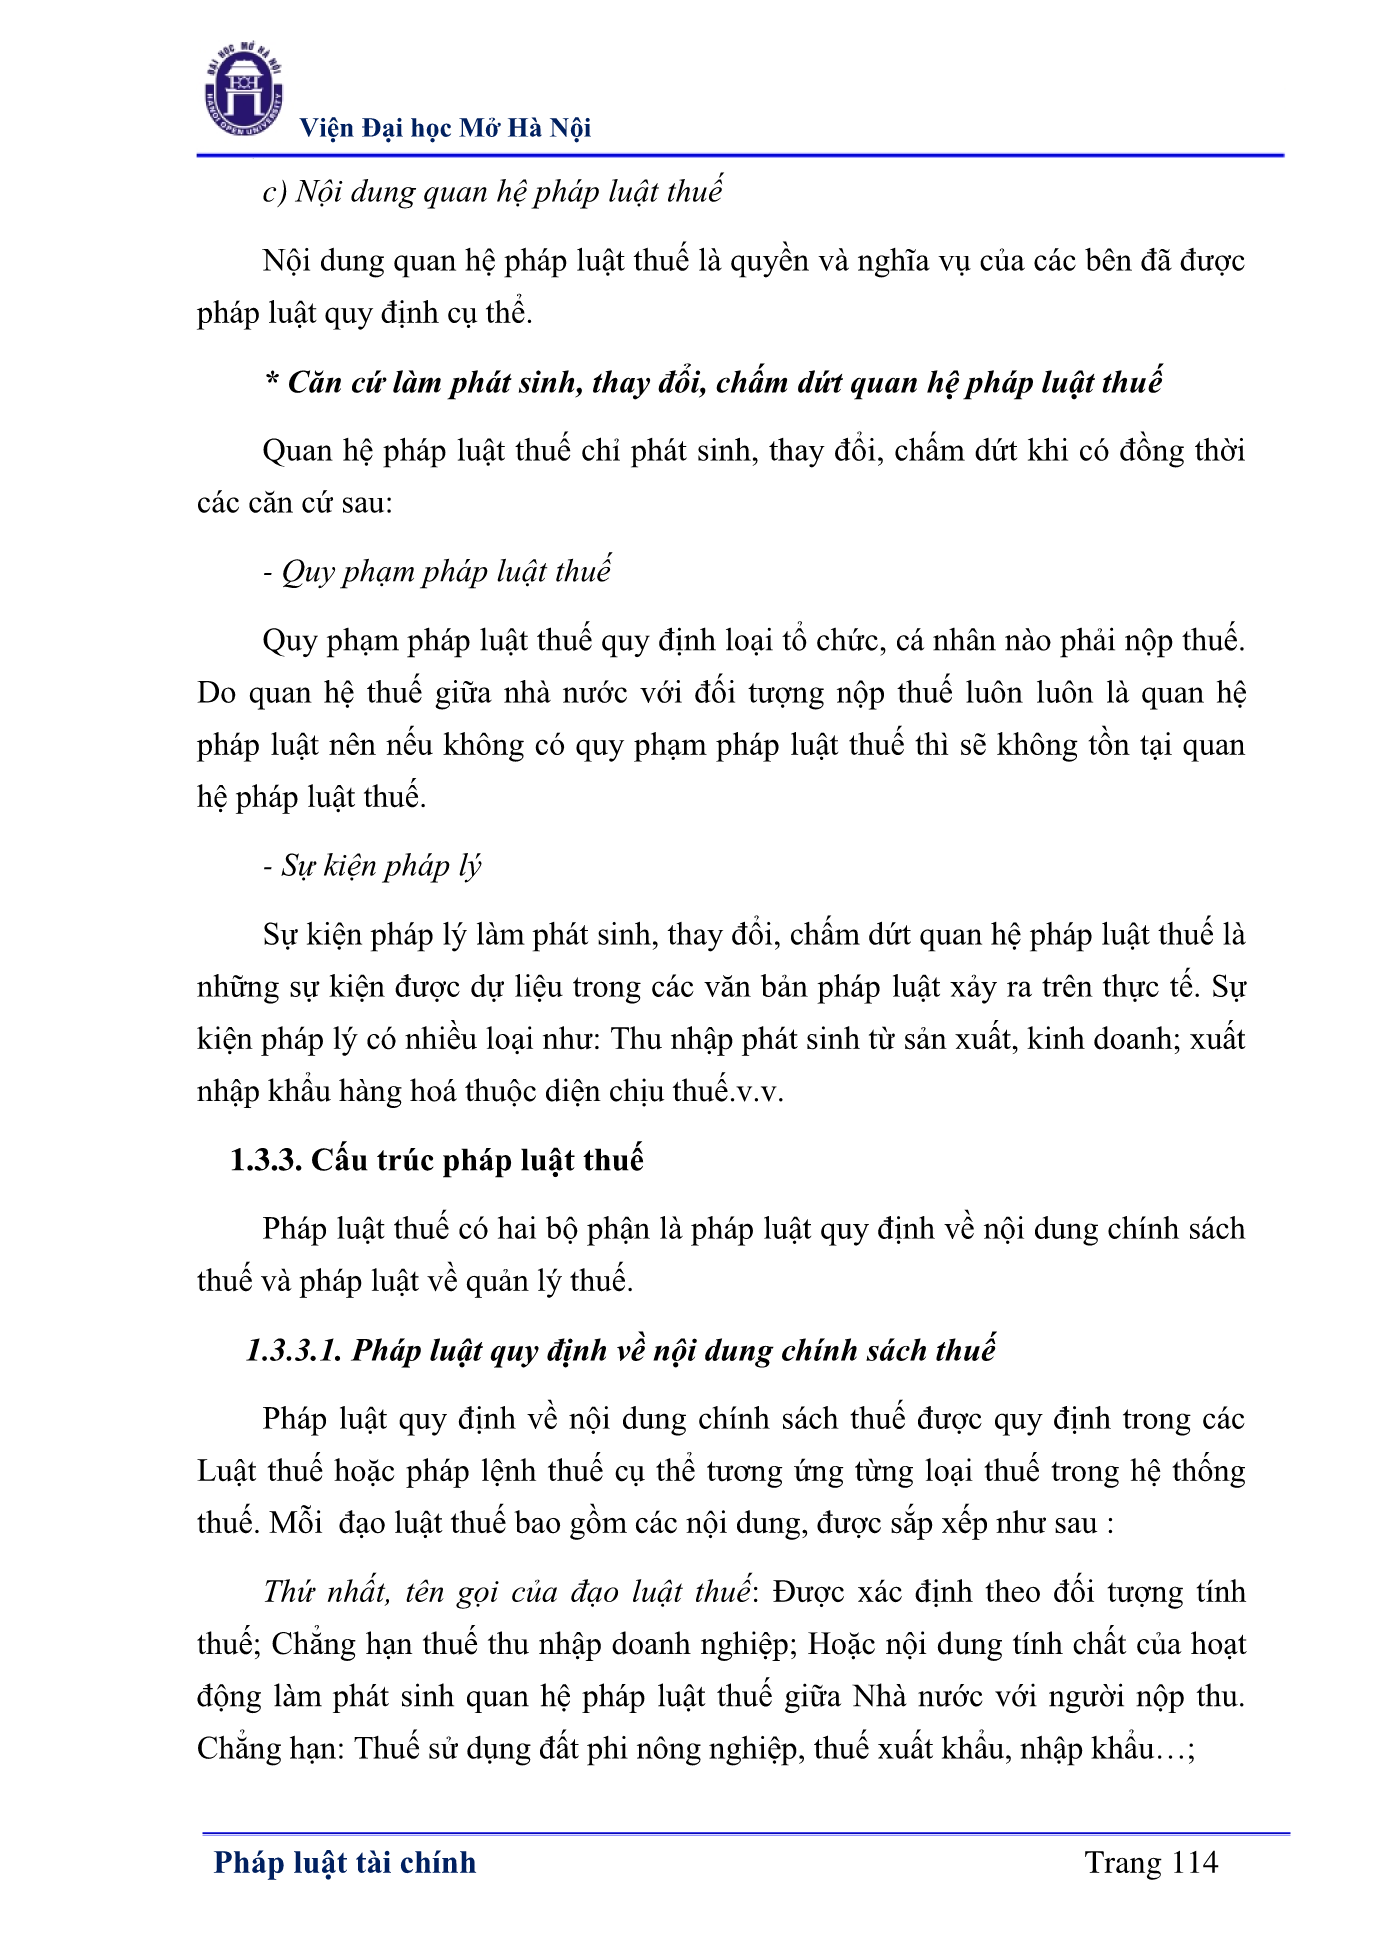 ĐẠI HỌC MỞ HÀ NỘI
HANOI OPEN UNIVERSITY
Viện Đại học Mở Hà Nội
c) Nội dung quan hệ pháp luật thuế
Nội dung quan hệ pháp luật thuế là quyền và nghĩa vụ của các bên đã được
pháp luật quy định cụ thể.
* Căn cứ làm phát sinh, thay đổi, chấm dứt quan hệ pháp luật thuế
Quan hệ pháp luật thuế chỉ phát sinh, thay đổi, chấm dứt khi có đồng thời
các căn cứ sau:
- Quy phạm pháp luật thuế
Quy phạm pháp luật thuế quy định loại tổ chức, cá nhân nào phải nộp thuế.
Do quan hệ thuế giữa nhà nước với đối tượng nộp thuế luôn luôn là quan hệ
pháp luật nên nếu không có quy phạm pháp luật thuế thì sẽ không tồn tại quan
hệ pháp luật thuế.
- Sự kiện pháp lý
Sự kiện pháp lý làm phát sinh, thay đổi, chấm dứt quan hệ pháp luật thuế là
những sự kiện được dự liệu trong các văn bản pháp luật xảy ra trên thực tế. Sự
kiện pháp lý có nhiều loại như: Thu nhập phát sinh từ sản xuất, kinh doanh; xuất
nhập khẩu hàng hoá thuộc diện chịu thuế.v.v.
1.3.3. Cấu trúc pháp luật thuế
Pháp luật thuế có hai bộ phận là pháp luật quy định về nội dung chính sách
thuế và pháp luật về quản lý thuế.
1.3.3.1. Pháp luật quy định về nội dung chính sách thuế
Pháp luật quy định về nội dung chính sách thuế được quy định trong các
Luật thuế hoặc pháp lệnh thuế cụ thể tương ứng từng loại thuế trong hệ thống
thuế. Mỗi  đạo luật thuế bao gồm các nội dung, được sắp xếp như sau :
Thứ nhất, tên gọi của đạo luật thuế: Được xác định theo đối tượng tính
thuế; Chẳng hạn thuế thu nhập doanh nghiệp; Hoặc nội dung tính chất của hoạt
động làm phát sinh quan hệ pháp luật thuế giữa Nhà nước với người nộp thu.
Chẳng hạn: Thuế sử dụng đất phi nông nghiệp, thuế xuất khẩu, nhập khẩu…;
Pháp luật tài chính
Trang 114